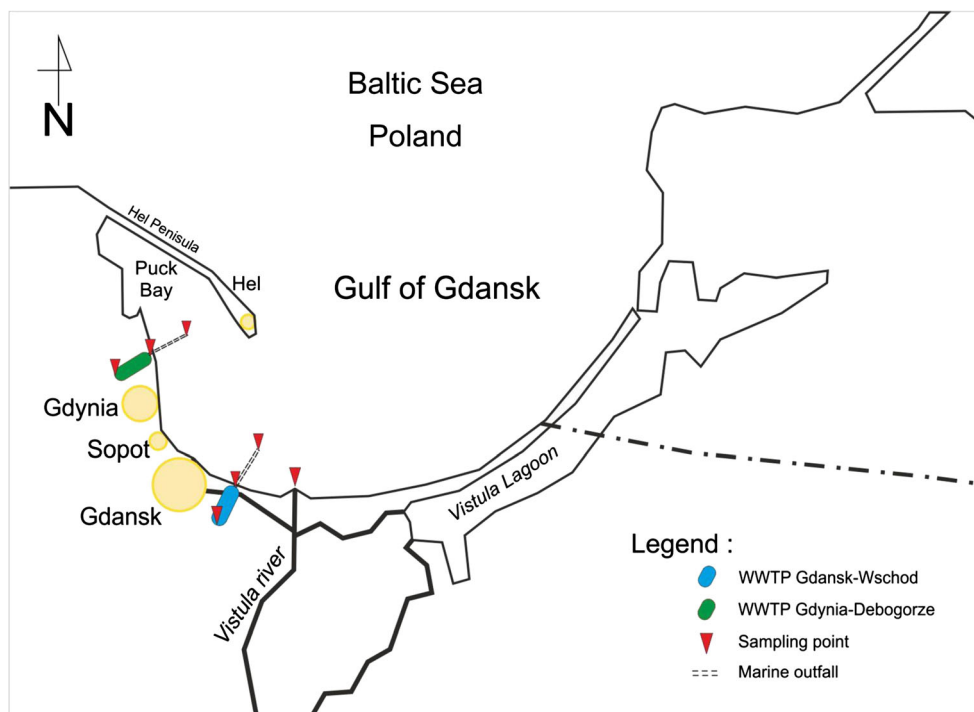 Baltic Sea
Poland
N
Hel Penisula
Puck
Bay
Hel
Gulf of Gdansk
Gdynia
Sopot
Gdansk
Vistula Lagoon
Vistula river
Legend :
WWTP Gdansk-Wschod
WWTP Gdynia-Debogorze
Sampling point
Marine outfall